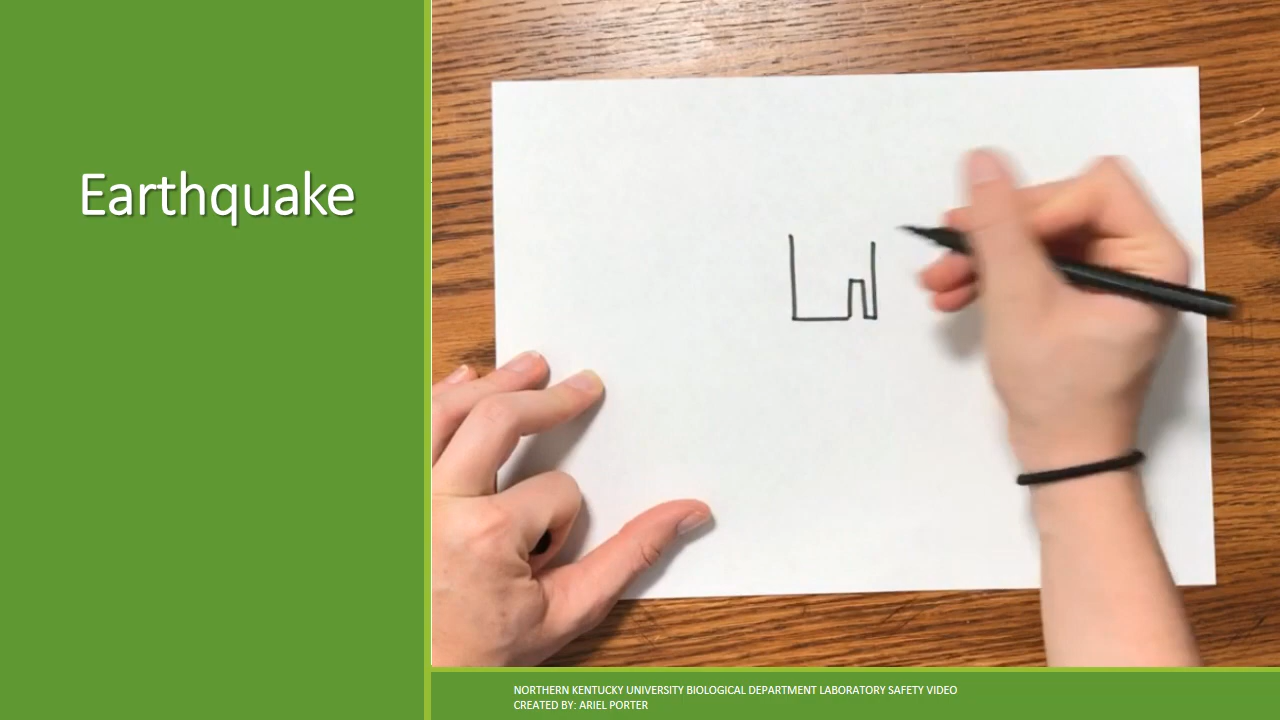 Earthquake
NORTHERN KENTUCKY UNIVERSITY BIOLOGICAL DEPARTMENT LABORATORY SAFETY VIDEO
CREATED BY: ARIEL PORTER